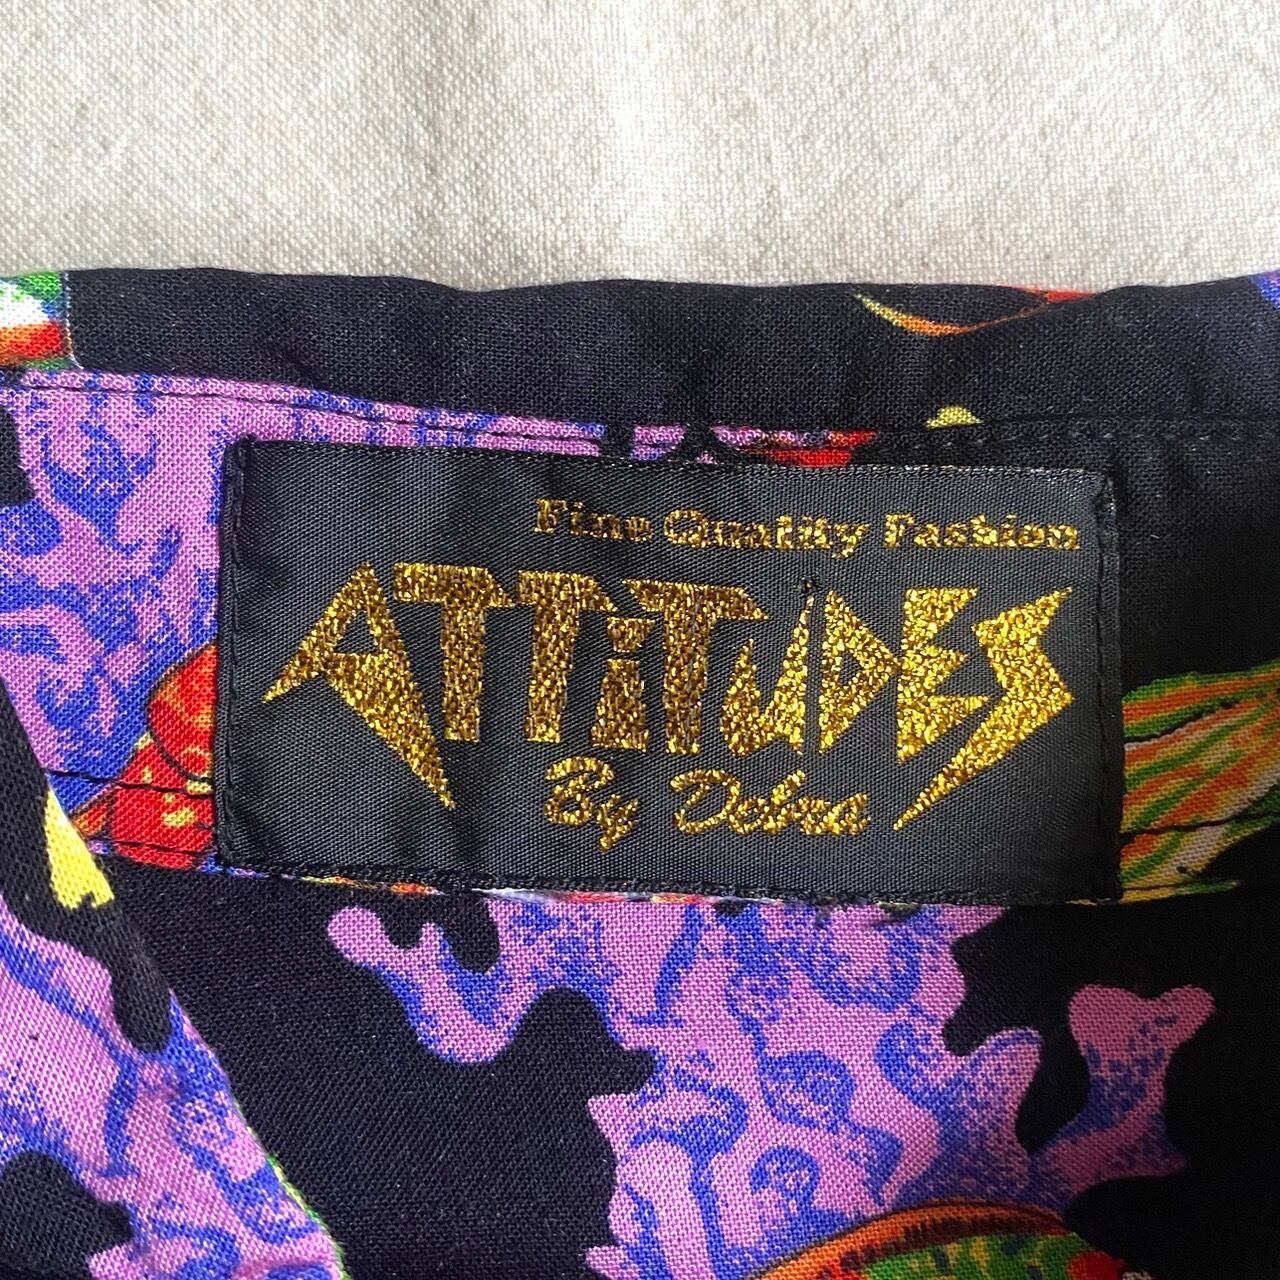 Fine Quality Fashion
ATTiTuDES
By Debra